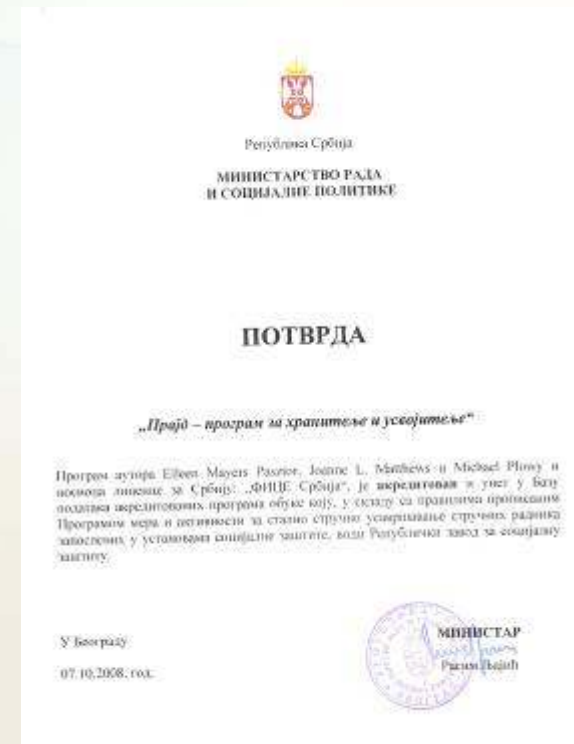 Република Србија
МИНИСТАРСТВО РАДА
И СОЦИЈАЛНЕ ПОЛИТИКЕ
ПОТВРДА
„Прајд – програм за хранитеље и усвојитеље“
Програм аутора Eileen Mayers Pasztor, Joanne L. Matthews и Michael Plowy и
носиоца лиценце за Србију: „ФИЦЕ Србија“, је акредитован и унет у Базу
података акредитованих програма обуке коју, у складу са правилима прописаним
Програмом мера и активности за стално стручно усавршавање стручних радника
запослених у установама социјалне заштите, води Републички завод за социјалну
заштиту.
У Београду
07.10.2008. год.
МИНИСТАР
Расим Љајић